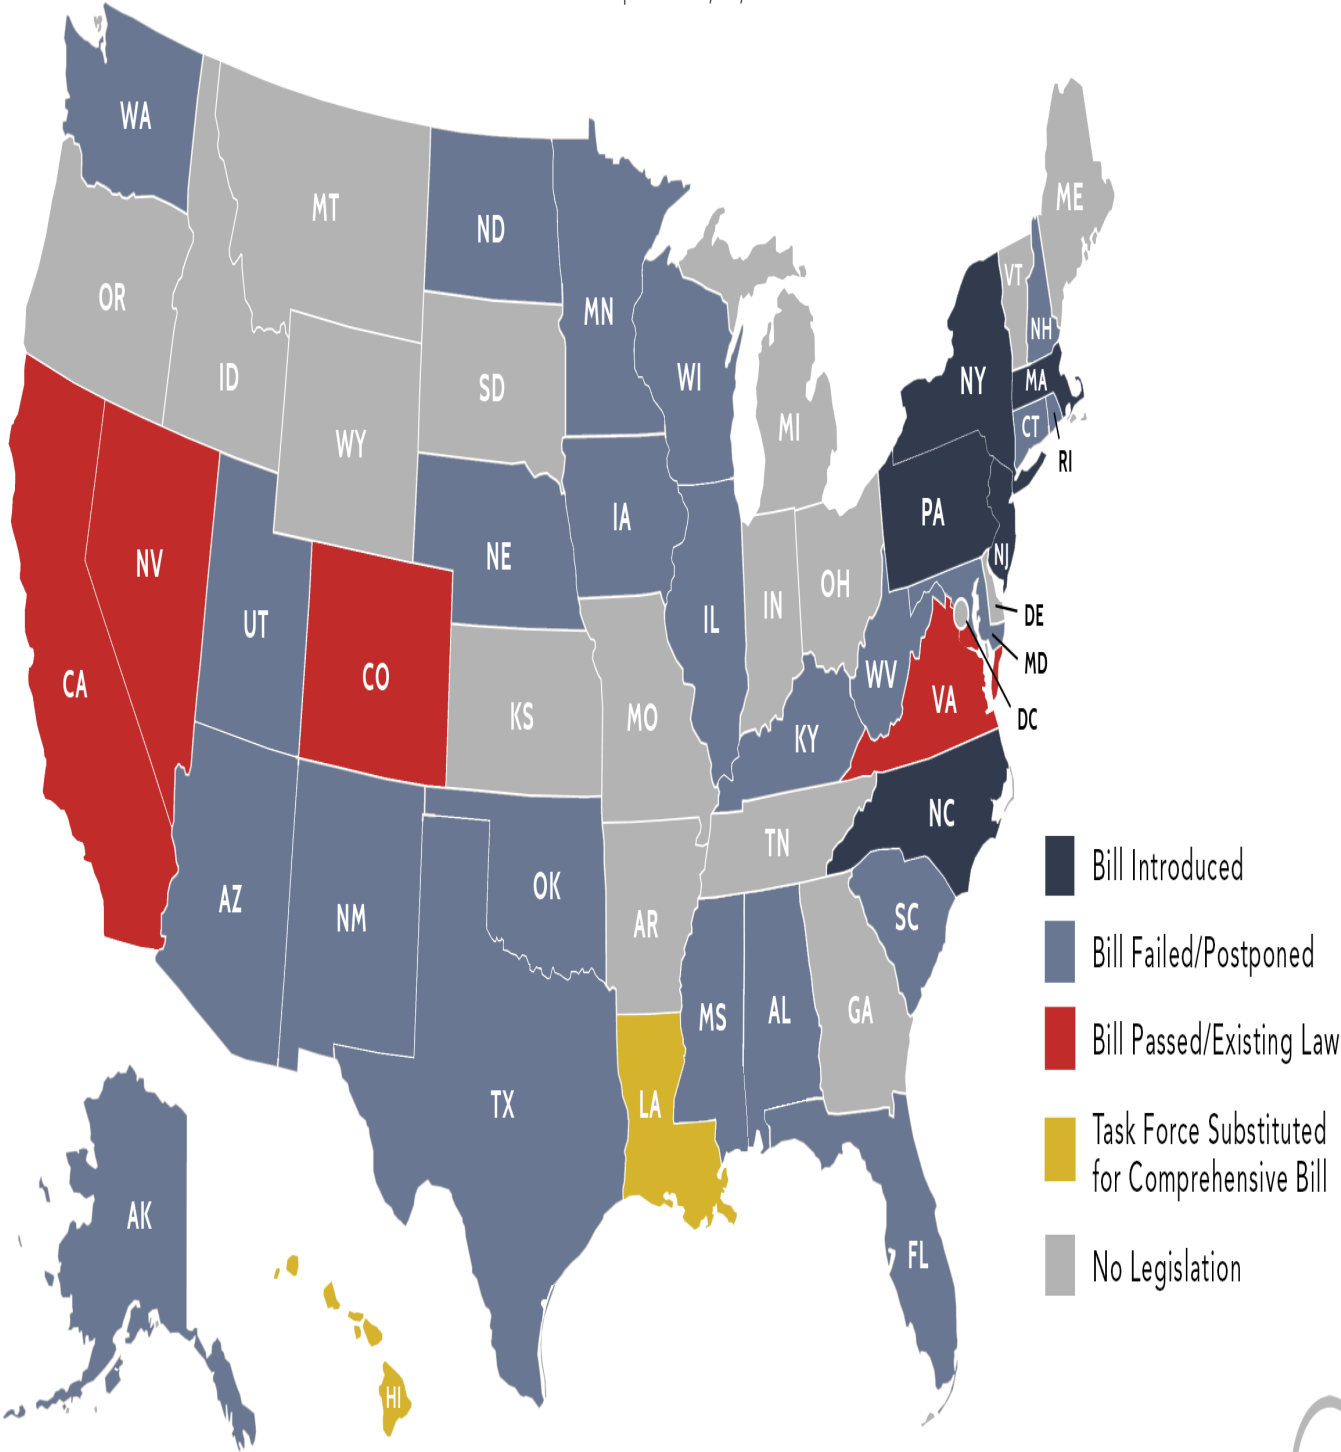 WA
MT
ND
ME
OR
MN
VT
NH
ID
SD
WI
NY
MA
WY
MI
CT
RI
NV
NE
IA
PA
NJ
UT
CO
IL
IN
OH
DE
CA
KS
MO
WV
VA
MD
DC
KY
AZ
NM
OK
AR
TN
NC
SC
MS
AL
GA
TX
LA
FL
AK
HI
Bill Introduced
Bill Failed/Postponed
Bill Passed/Existing Law
Task Force Substituted
for Comprehensive Bill
No Legislation